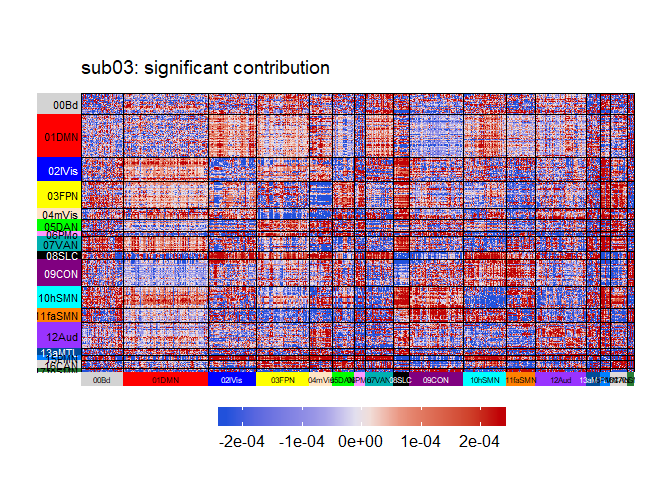 sub03: significant contribution
00Bd
01DMN
02lVis
03FPN
04mVis
05DAN
06PMo
07VAN
08SLC
09CON
10hSMN
11faSMN
12Aud
13aMTL
16CAN
00Bd
01DMN
02lVis
03FPN
04mVis
07VAN
08SLC
09CON
10hSMN
11faSMN
12Aud
-2e-04 -1e-04 0e+00 1e-04 2e-04